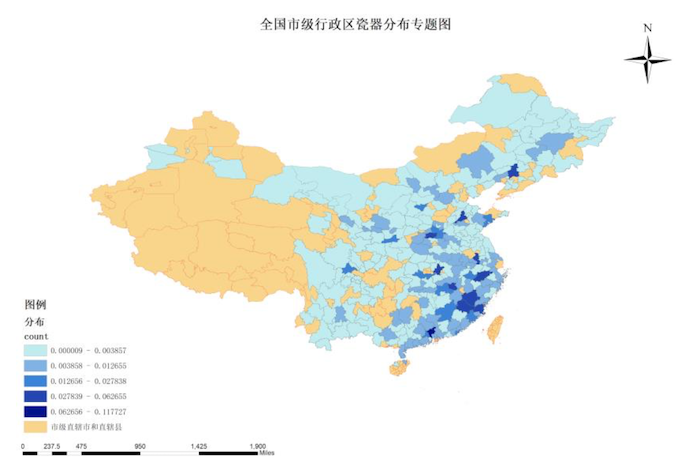 全国市级行政区瓷器分布专题图
N
图例
分布
count
0.000009 - 0.003857
0.003858 - 0.012655
0.012656 - 0.027838
0.027839 - 0.062655
0.062656 - 0.117727
市级直辖市和直辖县
0 237.5 475 950 1,425 1,900
Miles